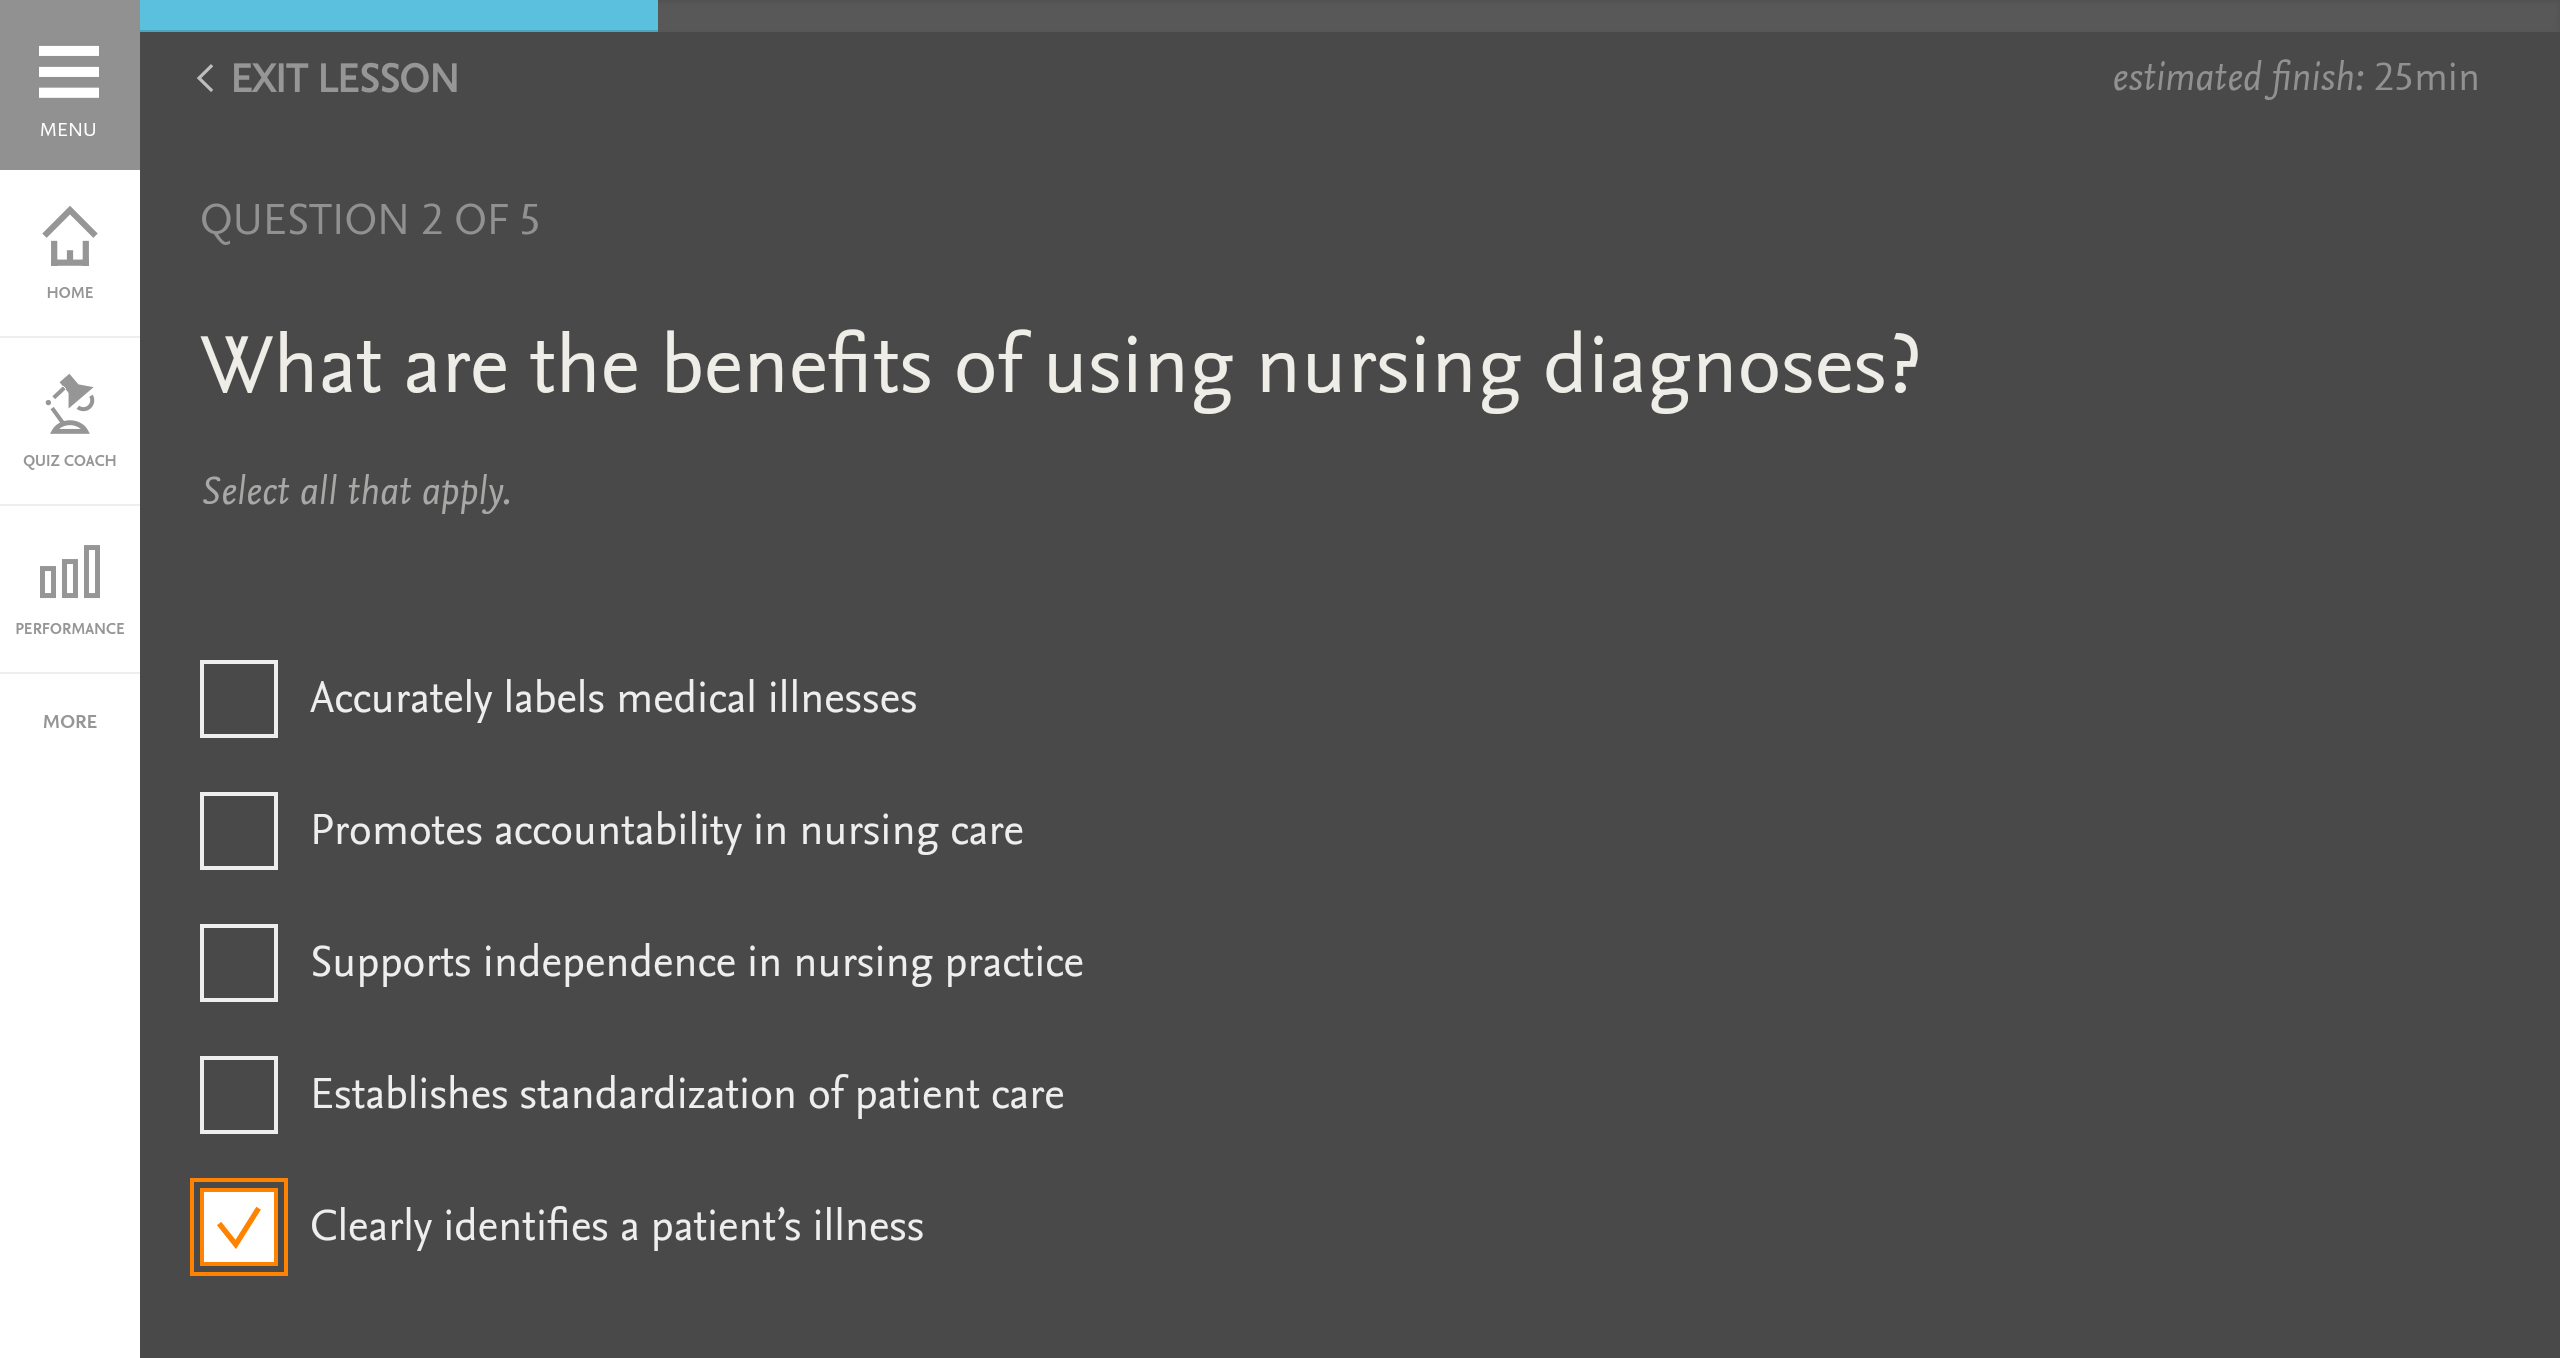 MENU
HOME
QUIZ COACH
PERFORMANCE
MORE
EXIT LESSON
estimated finish: 25min
QUESTION 2 OF 5
What are the benefits of using nursing diagnoses?
Select all that apply.
Accurately labels medical illnesses
Promotes accountability in nursing care
Supports independence in nursing practice
Establishes standardization of patient care
Clearly identifies a patient’s illness